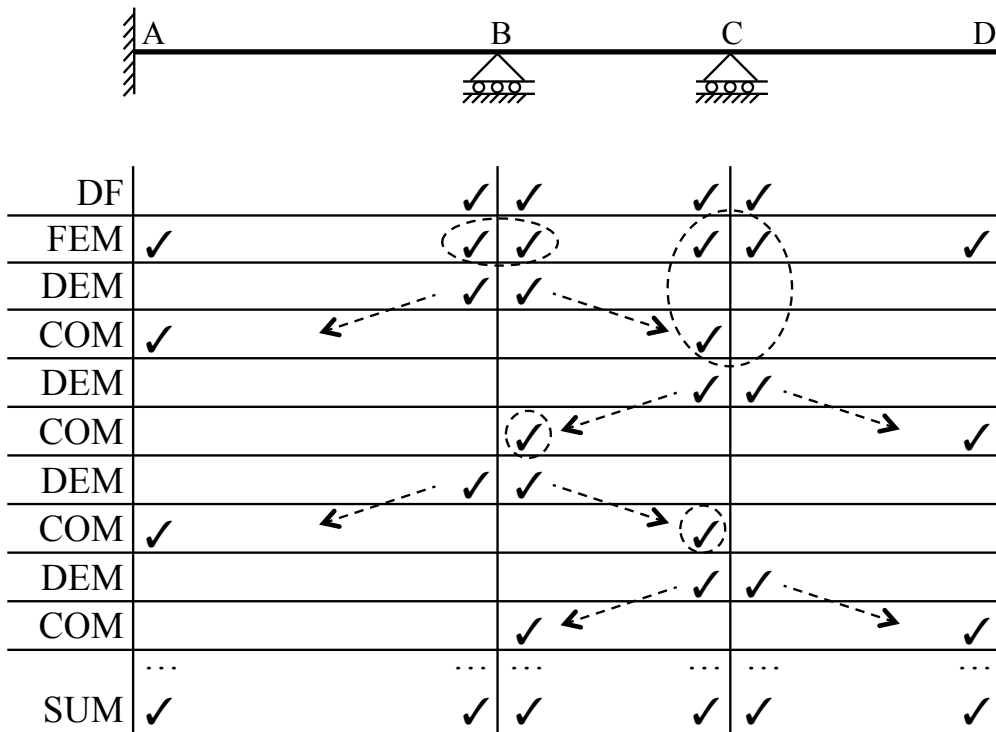 A B C D
DF ✓ ✓ ✓ ✓
FEM ✓ ✓ ✓ ✓ ✓ ✓
DEM ✓ ✓
COM ✓ ✓
DEM ✓ ✓
COM ✓ ✓
DEM ✓ ✓
COM ✓ ✓
DEM ✓ ✓
COM ✓ ✓
... ... ... ... ... ...
SUM ✓ ✓ ✓ ✓ ✓ ✓